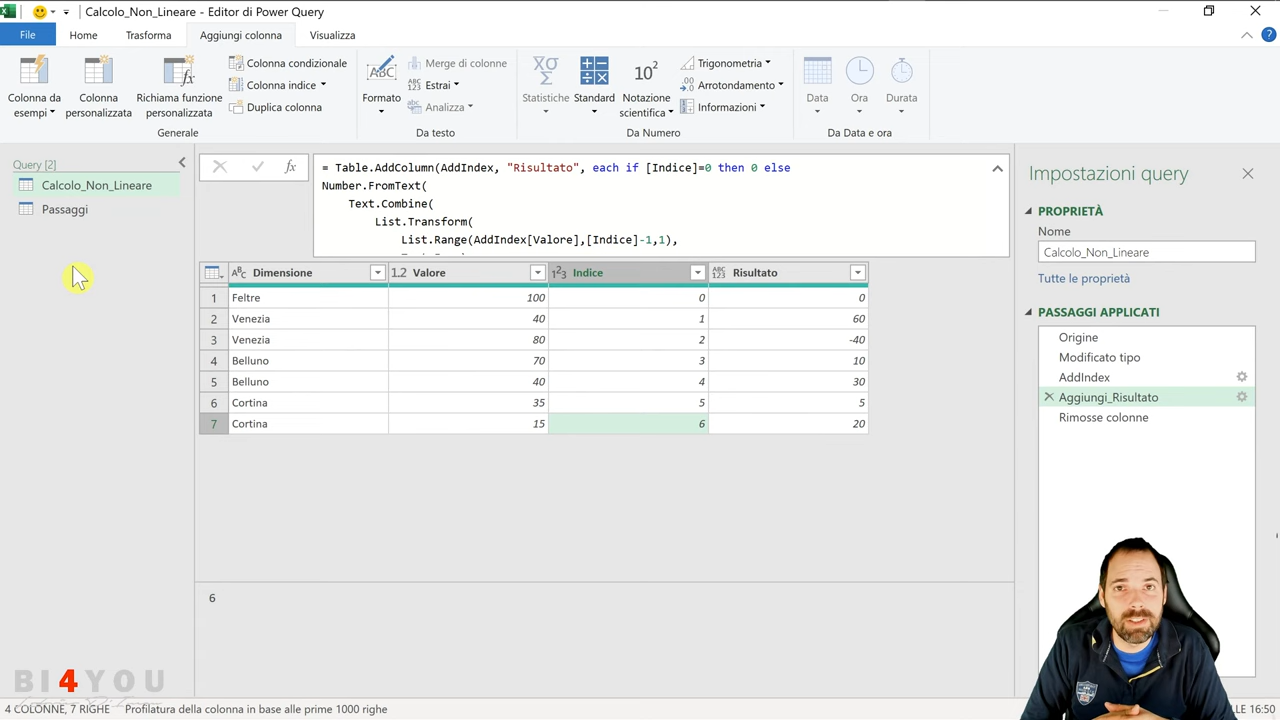 Calcolo_Non_Lineare - Editor di Power Query
File Home Trasforma Aggiungi colonna Visualizza
Colonna da esempi
Colonna personalizzata
Richiama funzione personalizzata
Colonna condizionale
Colonna indice
Duplica colonna
Generale
ABC
Formato
Merge di colonne
Estrai
Analizza
Da testo
Statistiche
Standard
10²
Notazione scientifica
Trigonometria
Arrotondamento
Informazioni
Da Numero
Data
Ora
Durata
Da Data e ora
Query [2]
Calcolo_Non_Lineare
Passaggi
fx
= Table.AddColumn(AddIndex, "Risultato", each if [Indice]=0 then 0 else
Number.FromText(
Text.Combine(
List.Transform(
List.Range(AddIndex[Valore],[Indice]-1,1),
Dimensione 1.2 Valore 1²3 Indice ABC 123 Risultato
1 Feltre 100 0 0
2 Venezia 40 1 60
3 Venezia 80 2 -40
4 Belluno 70 3 10
5 Belluno 40 4 30
6 Cortina 35 5 5
7 Cortina 15 6 20
6
Impostazioni query
PROPRIETÀ
Nome
Calcolo_Non_Lineare
Tutte le proprietà
PASSAGGI APPLICATI
Origine
Modificato tipo
AddIndex
Aggiungi_Risultato
Rimosse colonne
BI4YOU
4 COLONNE, 7 RIGHE Profilatura della colonna in base alle prime 1000 righe
LLE 16:50